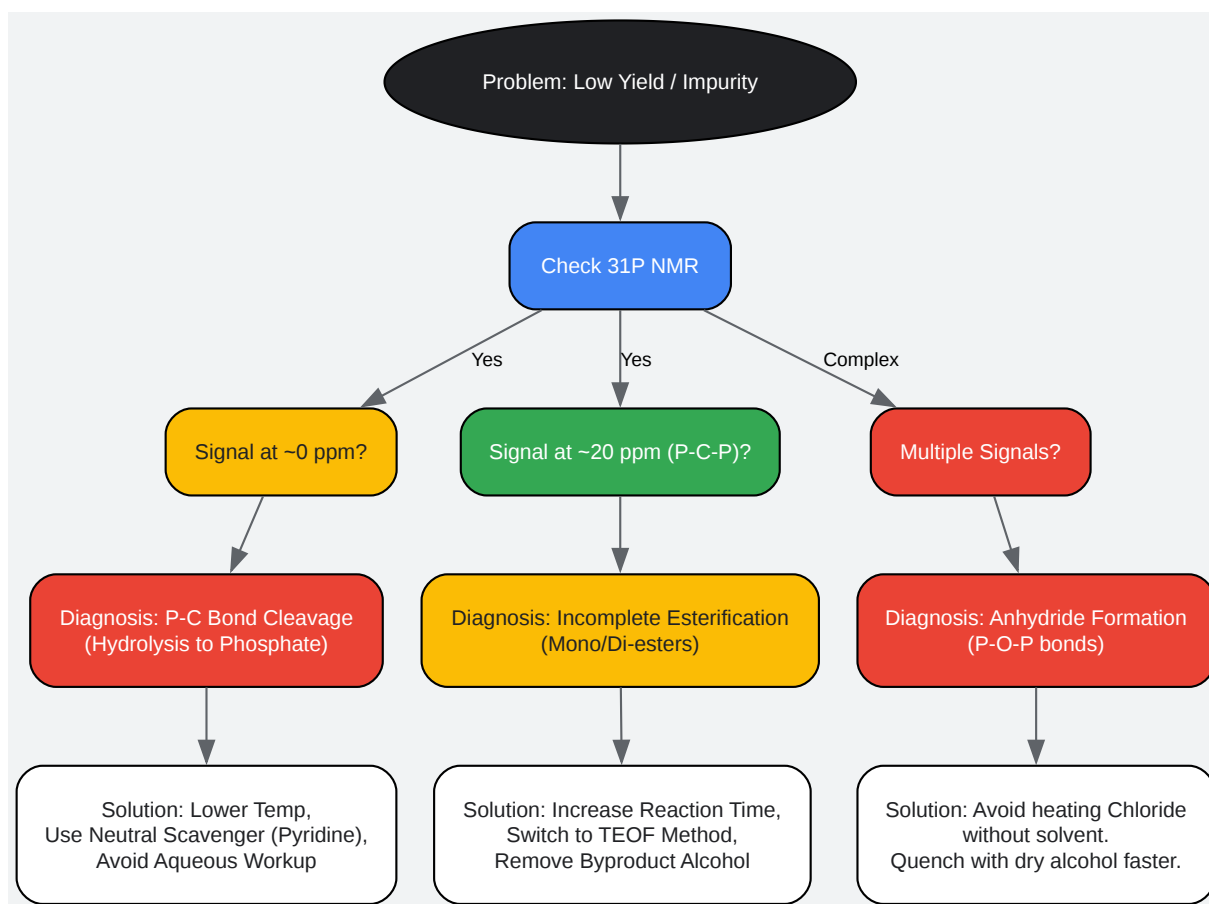 Problem: Low Yield / Impurity
Check 31P NMR
Yes
Yes
Complex
Signal at ~0 ppm?
Signal at ~20 ppm (P-C-P)?
Multiple Signals?
Diagnosis: P-C Bond Cleavage
(Hydrolysis to Phosphate)
Diagnosis: Incomplete Esterification
(Mono/Di-esters)
Diagnosis: Anhydride Formation
(P-O-P bonds)
Solution: Lower Temp,
Use Neutral Scavenger (Pyridine),
Avoid Aqueous Workup
Solution: Increase Reaction Time,
Switch to TEOF Method,
Remove Byproduct Alcohol
Solution: Avoid heating Chloride
without solvent.
Quench with dry alcohol faster.